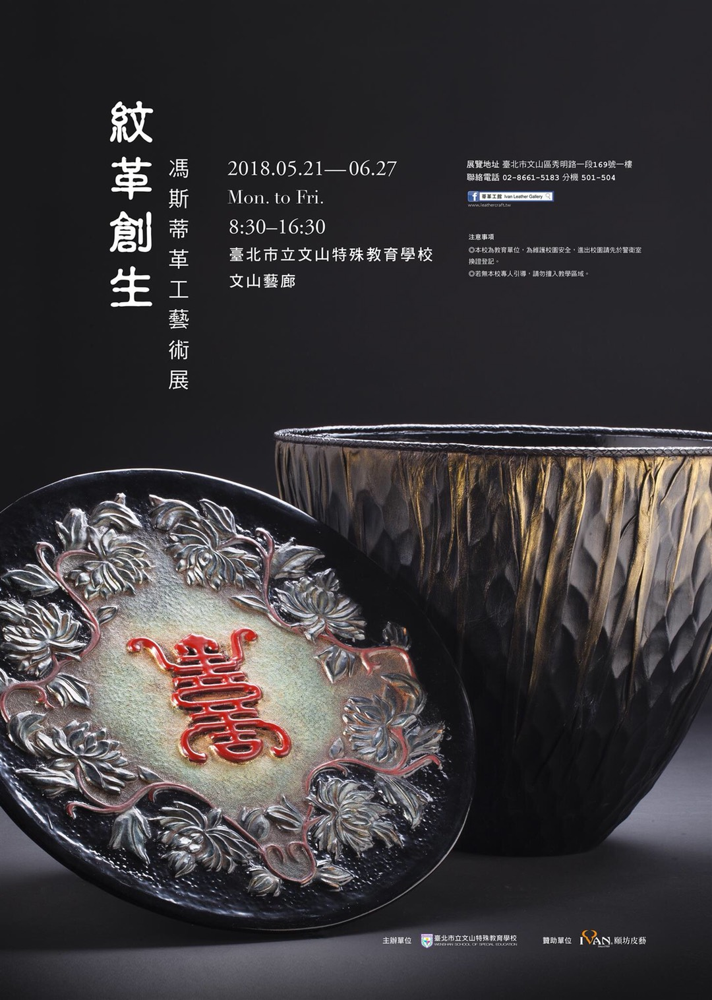 紋革創生
馮斯蒂革工藝術展
2018.05.21—06.27
Mon. to Fri.
8:30–16:30
臺北市立文山特殊教育學校
文山藝廊
展覽地址 臺北市文山區秀明路一段169號一樓
聯絡電話 02-8661-5183 分機 501-504
f 蒂革工館 Ivan Leather Gallery
www.leathercraft.tw
注意事項
◎本校為教育單位，為維護校園安全，進出校園請先於警衛室
換證登記。
◎若無本校專人引導，請勿擅入教學區域。
主辦單位 臺北市立文山特殊教育學校
WENSHAN SCHOOL OF SPECIAL EDUCATION
贊助單位 IVAN 頤坊皮藝